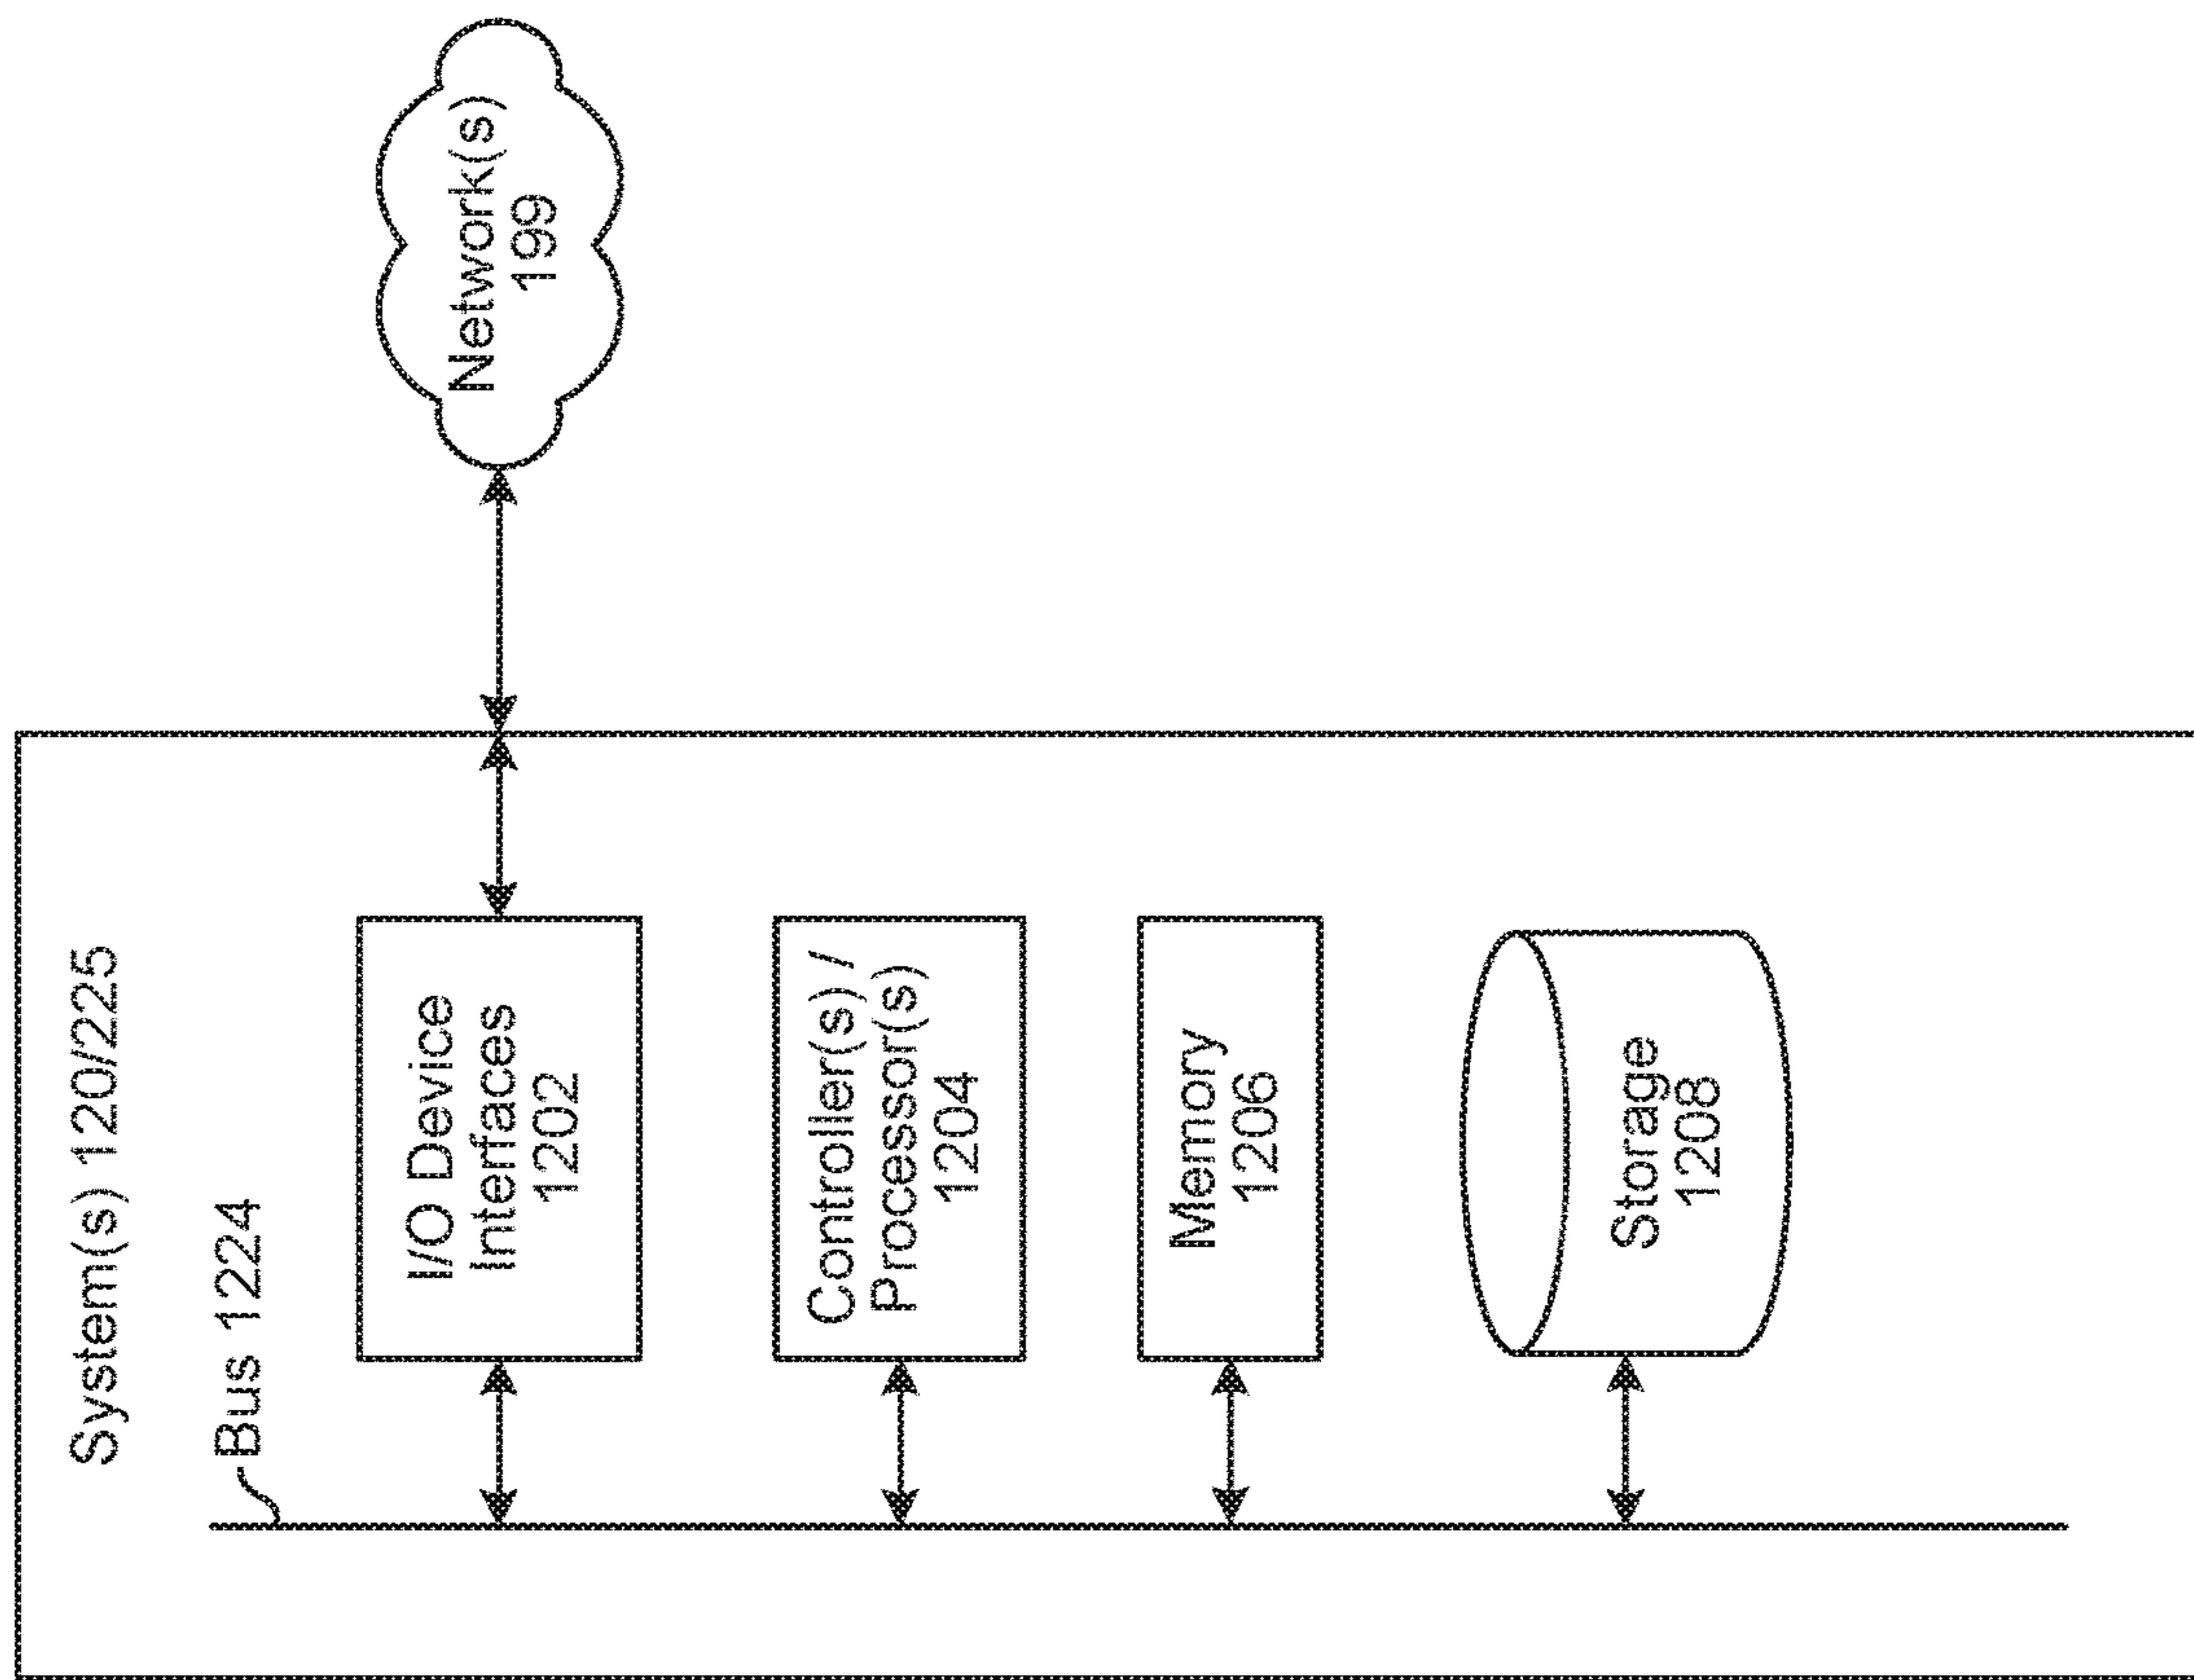 System(s) 120/225
Bus 1224
I/O Device
Interfaces
1202
Controller(s) /
Processor(s)
1204
Memory
1206
Storage
1208
Network(s)
199